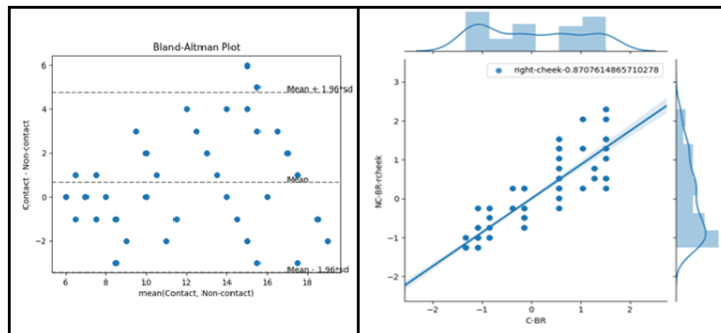 Bland-Altman Plot
Contact - Non-contact
6
4
2
0
−2
Mean + 1.96*sd
Mean
Mean - 1.96*sd
6 8 10 12 14 16 18
mean(Contact, Non-contact)
right-cheek-0.8707614865710278
NC-BR-rcheek
3
2
1
0
−1
−2
−2 −1 0 1 2
C-BR